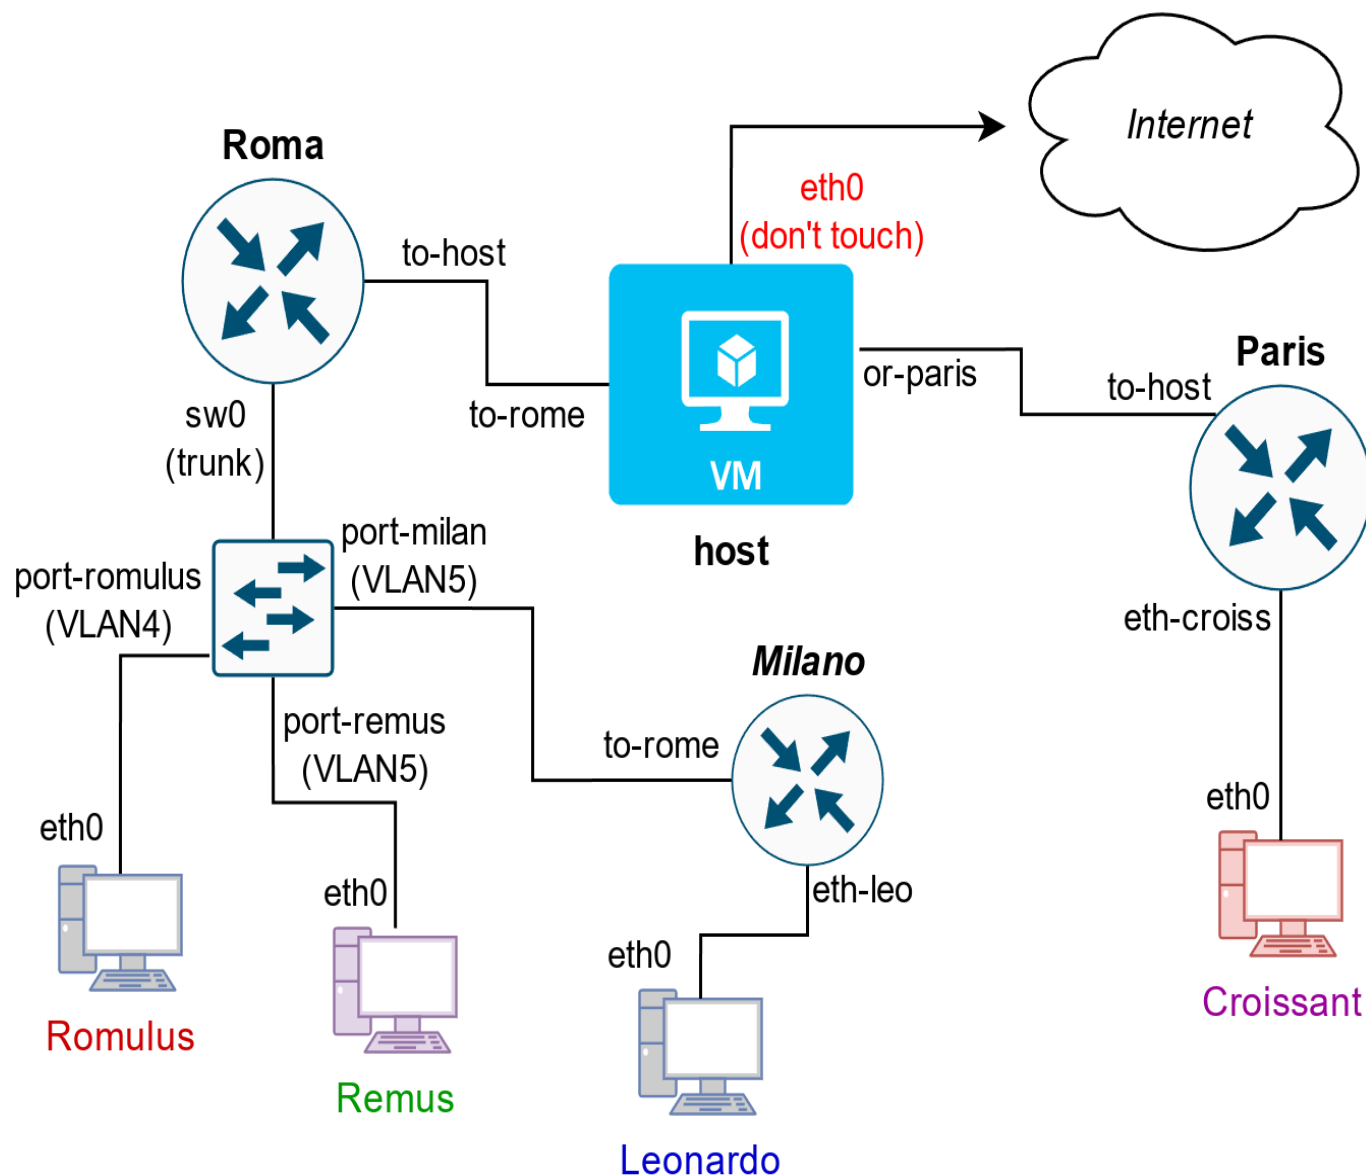 Internet
Roma
eth0
(don't touch)
to-host
Paris
or-paris
to-host
sw0
(trunk)
to-rome
VM
port-milan
(VLAN5)
host
port-romulus
(VLAN4)
eth-croiss
Milano
port-remus
(VLAN5)
to-rome
eth0
eth0
eth0
eth-leo
eth0
Croissant
Romulus
Remus
Leonardo